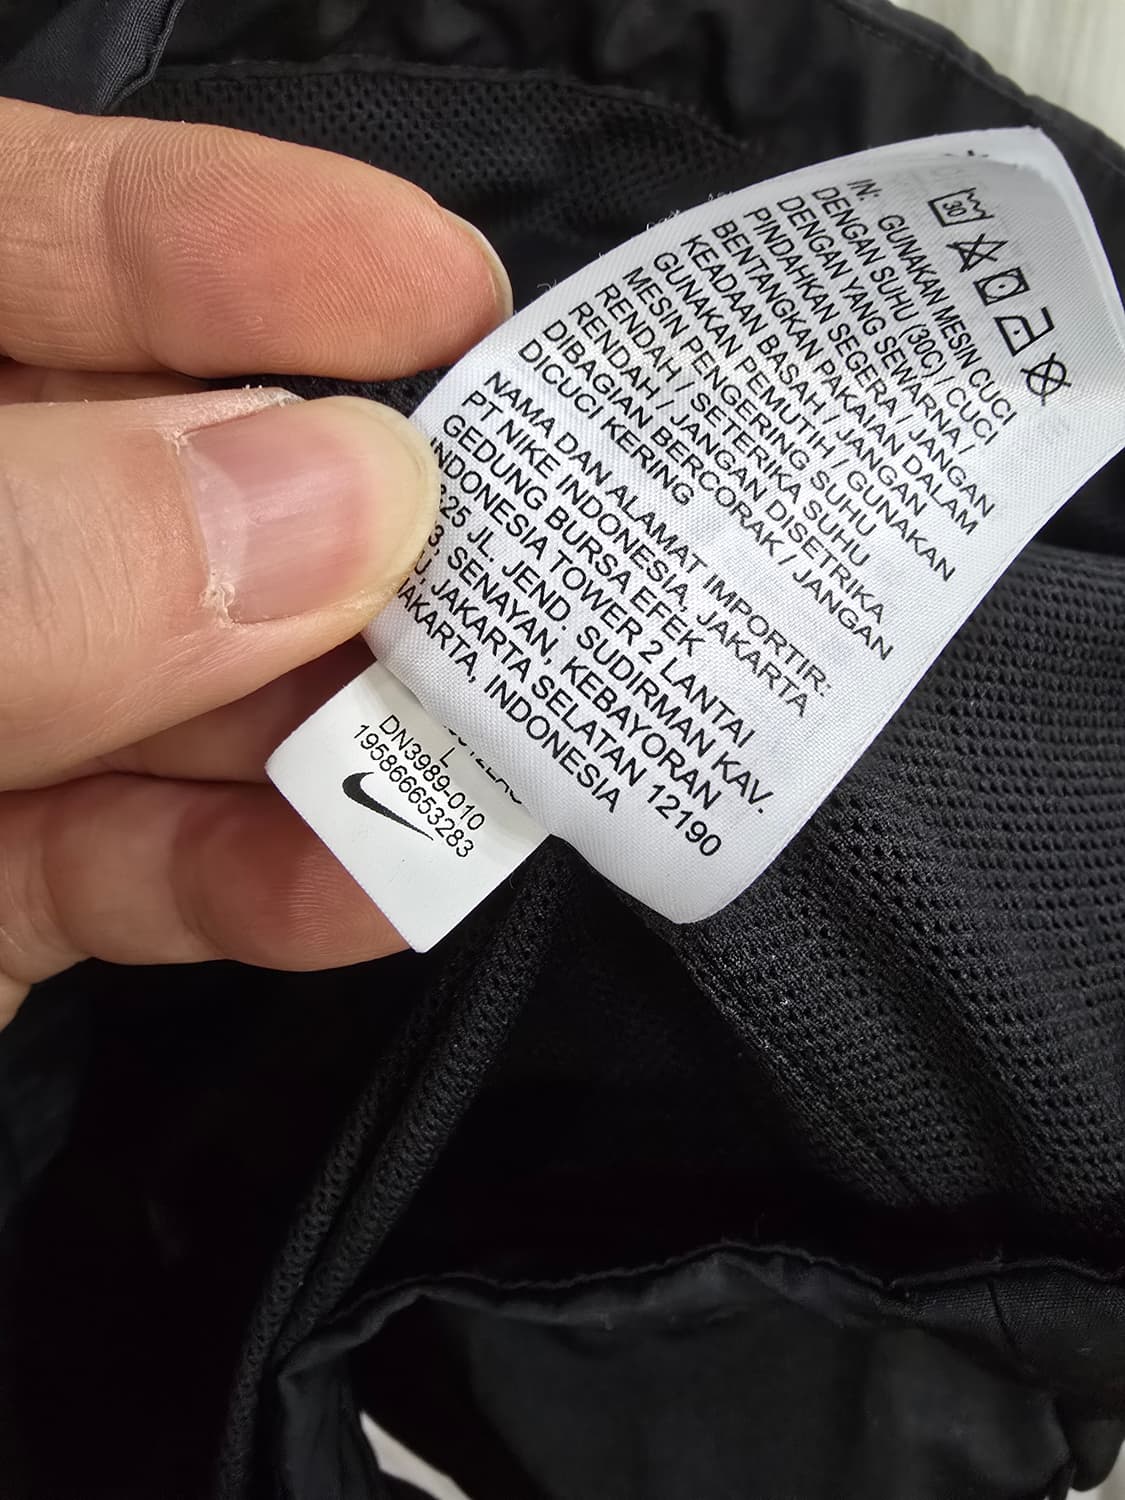 30
IN: GUNAKAN MESIN CUCI
DENGAN SUHU (30C) / CUCI
DENGAN YANG SEWARNA /
PINDAHKAN SEGERA / JANGAN
BENTANGKAN PAKAIAN DALAM
KEADAAN BASAH / JANGAN
GUNAKAN PEMUTIH / GUNAKAN
MESIN PENGERING SUHU
RENDAH / SETERIKA SUHU
RENDAH / JANGAN DISETRIKA
DIBAGIAN BERCORAK / JANGAN
DICUCI KERING
NAMA DAN ALAMAT IMPORTIR:
PT NIKE INDONESIA, JAKARTA
GEDUNG BURSA EFEK
INDONESIA TOWER 2 LANTAI
JL. JEND. SUDIRMAN KAV.
SENAYAN, KEBAYORAN
JAKARTA SELATAN 12190
JAKARTA, INDONESIA
L
DN3989-010
195866653283